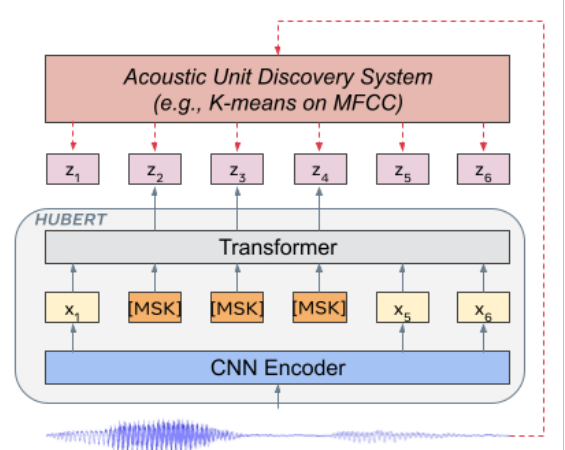 Acoustic Unit Discovery System
(e.g., K-means on MFCC)
z1 z2 z3 z4 z5 z6
HUBERT
Transformer
x1 [MSK] [MSK] [MSK] x5 x6
CNN Encoder